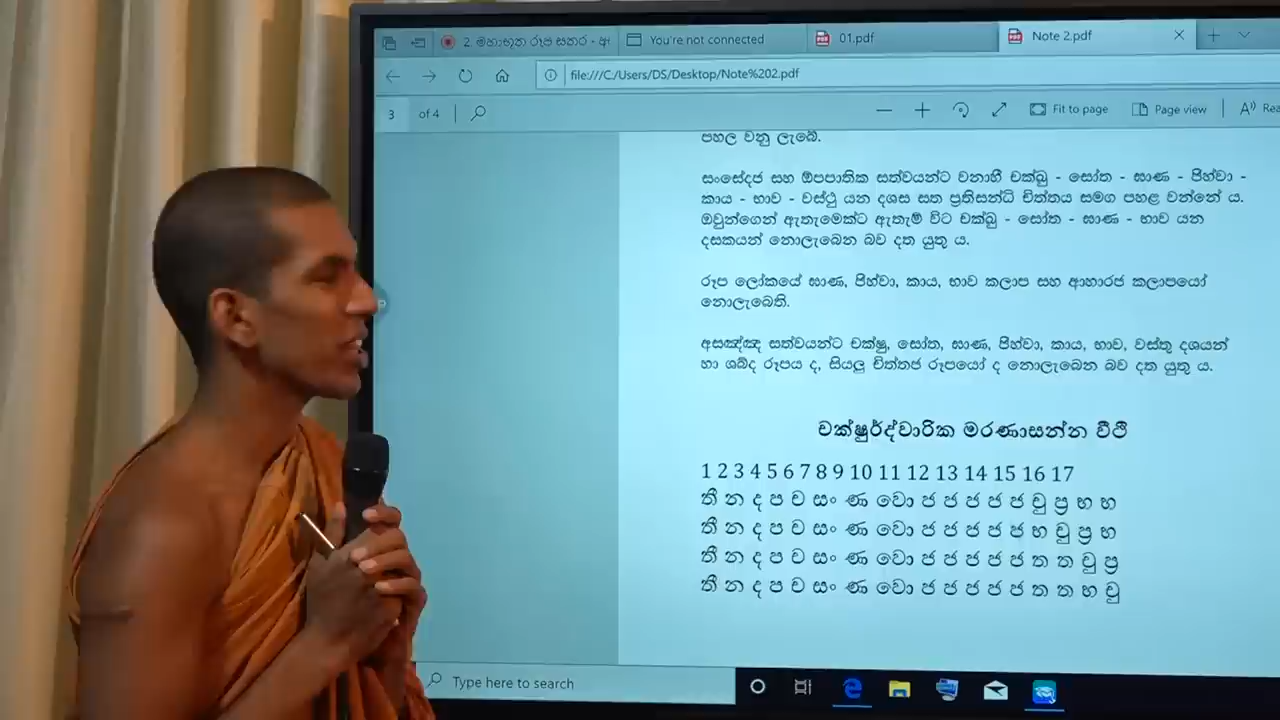 2. මහාභූත රූප සතර - අ
You're not connected
01.pdf
Note 2.pdf
file:///C:/Users/DS/Desktop/Note%202.pdf
3 of 4
Fit to page
Page view
පහල වනු ලැබේ.
සංසේදජ සහ ඕපපාතික සත්වයන්ට වනාහී චක්ඛු - සෝත - ඝාණ - ජිහ්වා -
කාය - භාව - වස්ථු යන දශස සත ප්‍රතිසන්ධි චිත්තය සමග පහළ වන්නේ ය.
ඔවුන්ගෙන් ඇතැමෙක්ට ඇතැම් විට චක්ඛු - සෝත - ඝාණ - භාව යන
දසකයන් නොලැබෙන බව දත යුතු ය.
රූප ලෝකයේ ඝාණ, ජිහ්වා, කාය, භාව කලාප සහ ආහාරජ කලාපයෝ
නොලැබෙති.
අසඤ්ඤ සත්වයන්ට චක්ෂු, සෝත, ඝාණ, ජිහ්වා, කාය, භාව, වස්තු දශයන්
හා ශබ්ද රූපය ද, සියලු චිත්තජ රූපයෝ ද නොලැබෙන බව දත යුතු ය.
චක්ෂුර්ද්වාරික මරණාසන්න වීථි
1 2 3 4 5 6 7 8 9 10 11 12 13 14 15 16 17
තී න ද ප ච සං ණ වො ජ ජ ජ ජ ජ චු ප්‍ර භ භ
තී න ද ප ච සං ණ වො ජ ජ ජ ජ ජ භ චු ප්‍ර භ
තී න ද ප ච සං ණ වො ජ ජ ජ ජ ජ ත ත චු ප්‍ර
තී න ද ප ච සං ණ වො ජ ජ ජ ජ ජ ත ත භ චු
Type here to search